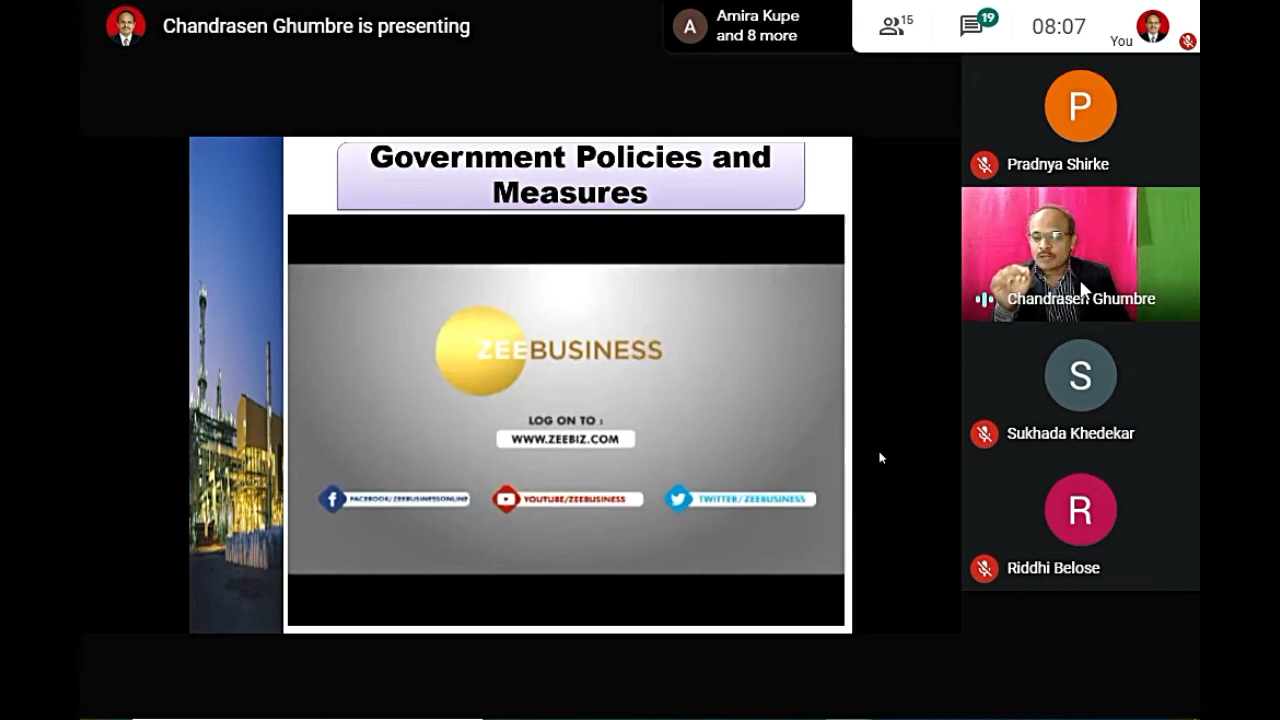 Chandrasen Ghumbre is presenting
A
Amira Kupe
and 8 more
15
19
08:07
You
P
Pradnya Shirke
Government Policies and
Measures
Chandrasen Ghumbre
ZEEBUSINESS
LOG ON TO :
WWW.ZEEBIZ.COM
S
Sukhada Khedekar
FACEBOOK/ZEEBUSINESSONLINE
YOUTUBE/ZEEBUSINESS
TWITTER/ZEEBUSINESS
R
Riddhi Belose